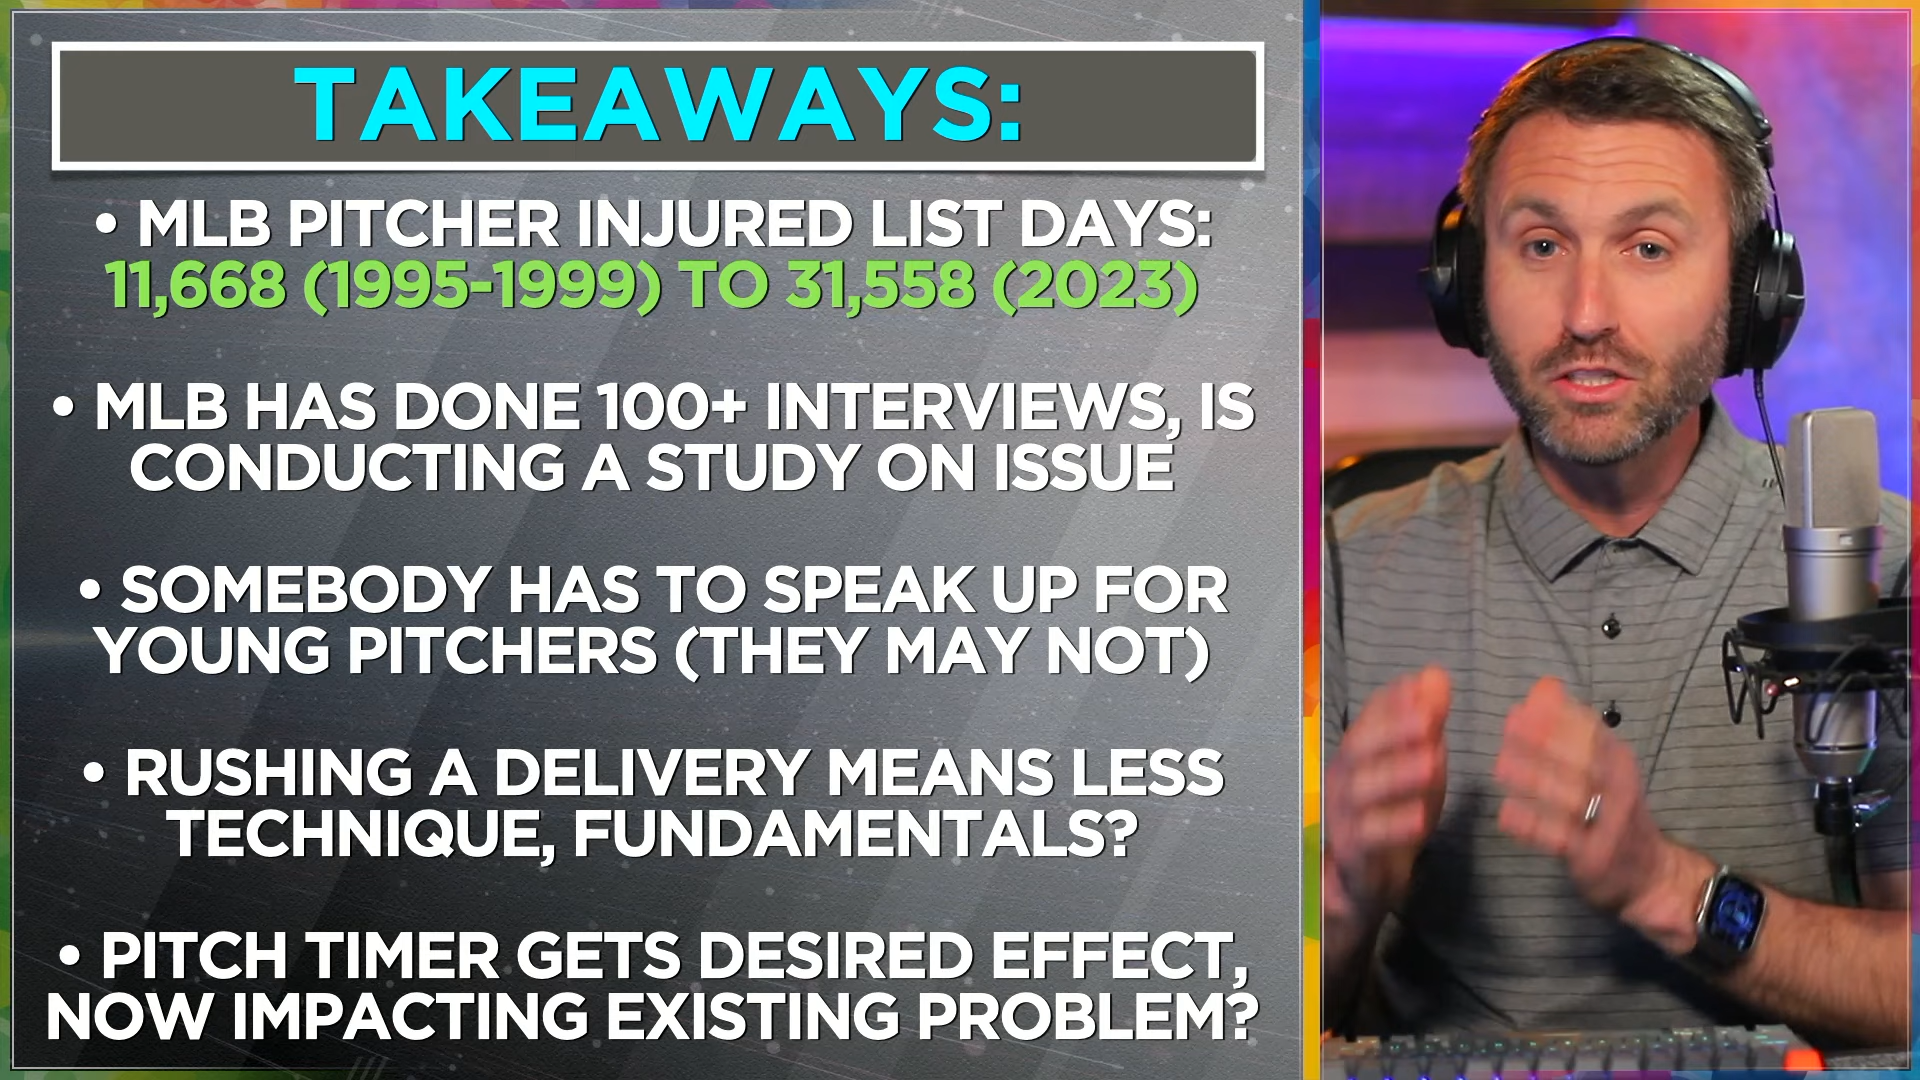 TAKEAWAYS:
• MLB PITCHER INJURED LIST DAYS:
11,668 (1995-1999) TO 31,558 (2023)
• MLB HAS DONE 100+ INTERVIEWS, IS
CONDUCTING A STUDY ON ISSUE
• SOMEBODY HAS TO SPEAK UP FOR
YOUNG PITCHERS (THEY MAY NOT)
• RUSHING A DELIVERY MEANS LESS
TECHNIQUE, FUNDAMENTALS?
• PITCH TIMER GETS DESIRED EFFECT,
NOW IMPACTING EXISTING PROBLEM?